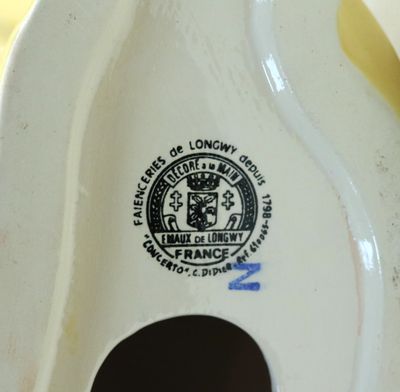 FAIENCERIES de LONGWY depuis 1798-
DÉCORÉ à la MAIN
EMAUX DE LONGWY
FRANCE
"CONCERTO". C. DIDIER
N